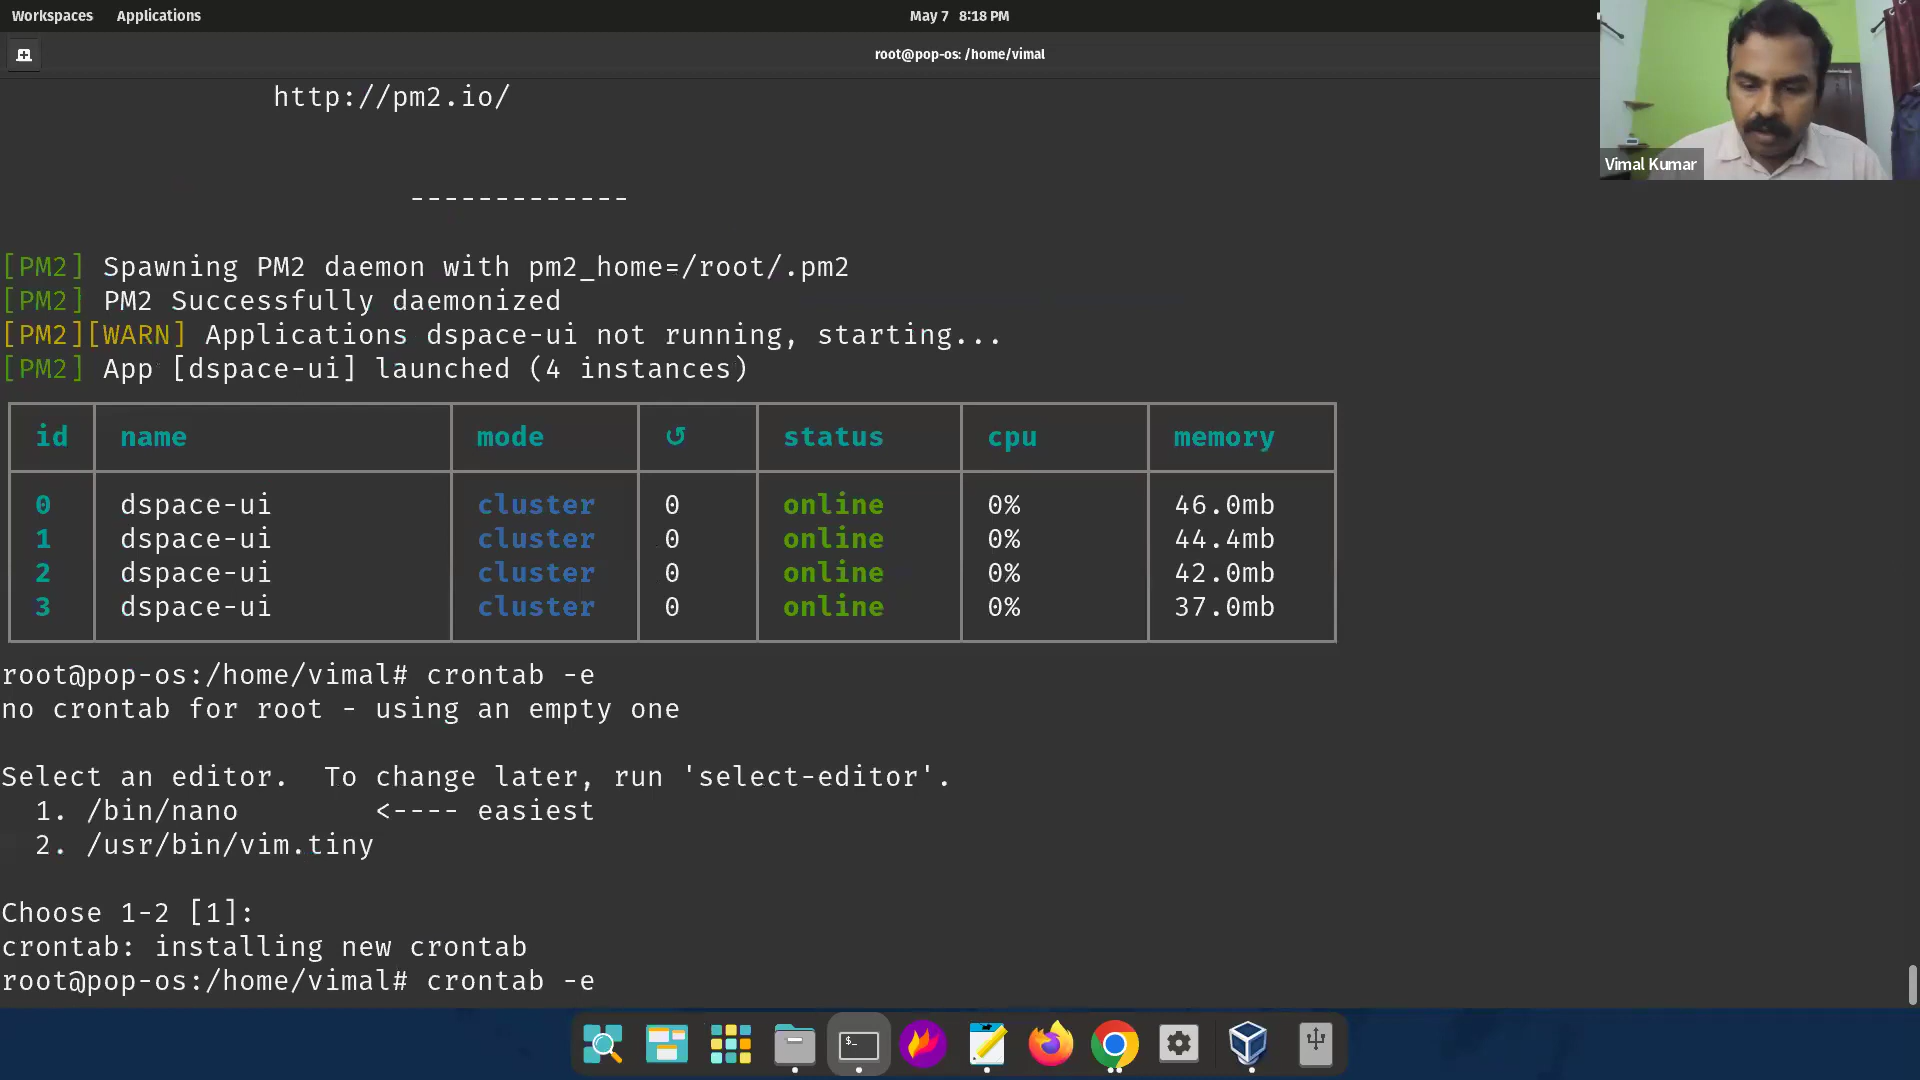 Workspaces Applications May 7 8:18 PM
root@pop-os: /home/vimal
http://pm2.io/
-------------
[PM2] Spawning PM2 daemon with pm2_home=/root/.pm2
[PM2] PM2 Successfully daemonized
[PM2][WARN] Applications dspace-ui not running, starting...
[PM2] App [dspace-ui] launched (4 instances)
id name mode ↺ status cpu memory
0 dspace-ui cluster 0 online 0% 46.0mb
1 dspace-ui cluster 0 online 0% 44.4mb
2 dspace-ui cluster 0 online 0% 42.0mb
3 dspace-ui cluster 0 online 0% 37.0mb
root@pop-os:/home/vimal# crontab -e
no crontab for root - using an empty one
Select an editor.  To change later, run 'select-editor'.
1. /bin/nano        <---- easiest
2. /usr/bin/vim.tiny
Choose 1-2 [1]:
crontab: installing new crontab
root@pop-os:/home/vimal# crontab -e
Vimal Kumar
$_